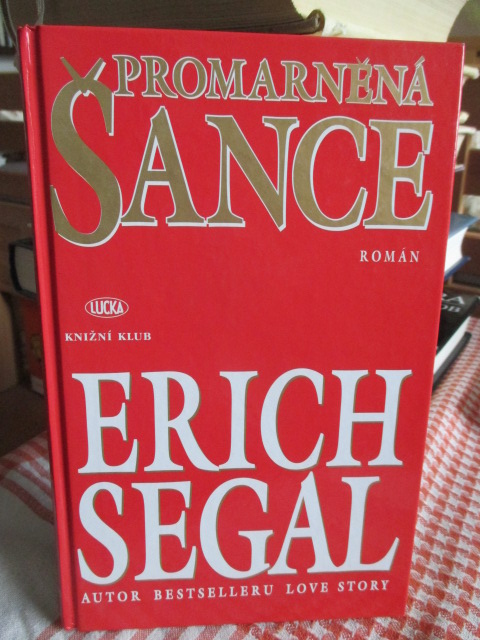 PROMARNĚNÁ
ŠANCE
ROMÁN
LUCKA
KNIŽNÍ KLUB
ERICH
SEGAL
AUTOR BESTSELLERU LOVE STORY